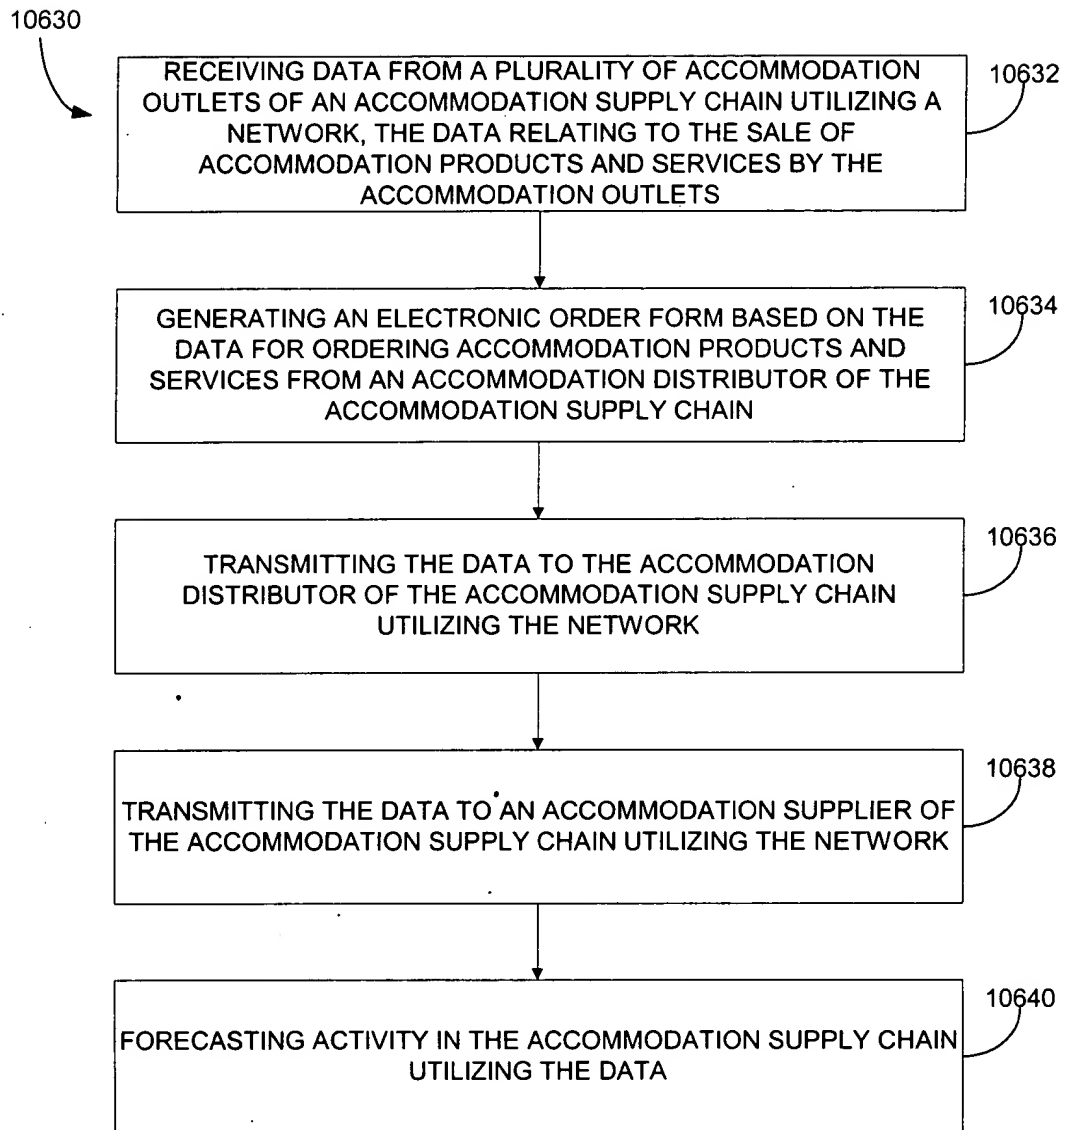 10630
RECEIVING DATA FROM A PLURALITY OF ACCOMMODATION
OUTLETS OF AN ACCOMMODATION SUPPLY CHAIN UTILIZING A
NETWORK, THE DATA RELATING TO THE SALE OF
ACCOMMODATION PRODUCTS AND SERVICES BY THE
ACCOMMODATION OUTLETS
10632
GENERATING AN ELECTRONIC ORDER FORM BASED ON THE
DATA FOR ORDERING ACCOMMODATION PRODUCTS AND
SERVICES FROM AN ACCOMMODATION DISTRIBUTOR OF THE
ACCOMMODATION SUPPLY CHAIN
10634
TRANSMITTING THE DATA TO THE ACCOMMODATION
DISTRIBUTOR OF THE ACCOMMODATION SUPPLY CHAIN
UTILIZING THE NETWORK
10636
TRANSMITTING THE DATA TO AN ACCOMMODATION SUPPLIER OF
THE ACCOMMODATION SUPPLY CHAIN UTILIZING THE NETWORK
10638
FORECASTING ACTIVITY IN THE ACCOMMODATION SUPPLY CHAIN
UTILIZING THE DATA
10640